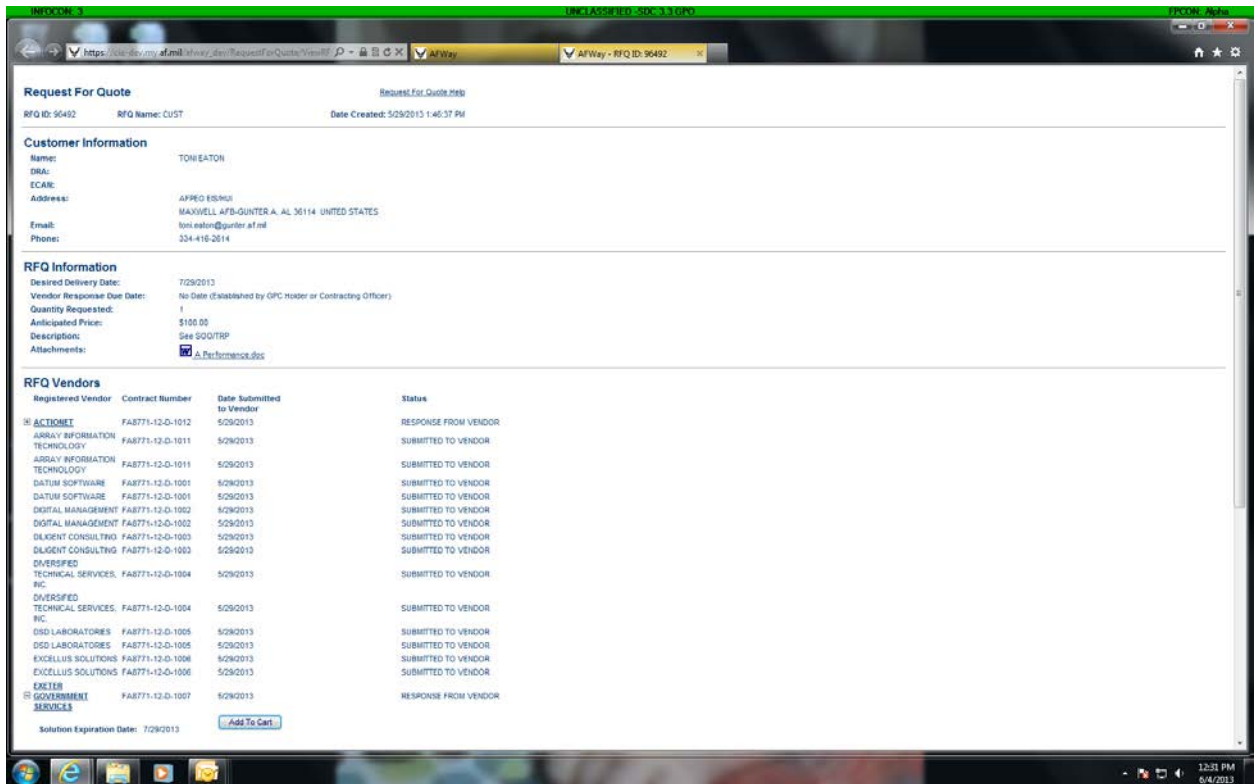 INFOCON: 3 UNCLASSIFIED -SDC 3.3 GPO FPCON: Alpha
AFWay AFWay - RFQ ID: 96492
Request For Quote Request For Quote Help
RFQ ID: 96492 RFQ Name: CUST Date Created: 5/29/2013 1:46:37 PM
Customer Information
Name: TONI EATON
DRA:
ECAN:
Address: AFPEO EIS/HIJI
MAXWELL AFB-GUNTER A, AL 36114 UNITED STATES
Email: toni.eaton@gunter.af.mil
Phone: 334-416-2614
RFQ Information
Desired Delivery Date: 7/29/2013
Vendor Response Due Date: No Date (Established by GPC Holder or Contracting Officer)
Quantity Requested: 1
Anticipated Price: $100.00
Description: See SOO/TRP
Attachments: A Performance.doc
RFQ Vendors
Registered Vendor Contract Number Date Submitted Status
to Vendor
ACTIONET FA8771-12-D-1012 5/29/2013 RESPONSE FROM VENDOR
ARRAY INFORMATION
TECHNOLOGY FA8771-12-D-1011 5/29/2013 SUBMITTED TO VENDOR
ARRAY INFORMATION
TECHNOLOGY FA8771-12-D-1011 5/29/2013 SUBMITTED TO VENDOR
DATUM SOFTWARE FA8771-12-D-1001 5/29/2013 SUBMITTED TO VENDOR
DATUM SOFTWARE FA8771-12-D-1001 5/29/2013 SUBMITTED TO VENDOR
DIGITAL MANAGEMENT FA8771-12-D-1002 5/29/2013 SUBMITTED TO VENDOR
DIGITAL MANAGEMENT FA8771-12-D-1002 5/29/2013 SUBMITTED TO VENDOR
DILIGENT CONSULTING FA8771-12-D-1003 5/29/2013 SUBMITTED TO VENDOR
DILIGENT CONSULTING FA8771-12-D-1003 5/29/2013 SUBMITTED TO VENDOR
DIVERSIFIED
TECHNICAL SERVICES, FA8771-12-D-1004 5/29/2013 SUBMITTED TO VENDOR
INC.
DIVERSIFIED
TECHNICAL SERVICES, FA8771-12-D-1004 5/29/2013 SUBMITTED TO VENDOR
INC.
DSD LABORATORIES FA8771-12-D-1005 5/29/2013 SUBMITTED TO VENDOR
DSD LABORATORIES FA8771-12-D-1005 5/29/2013 SUBMITTED TO VENDOR
EXCELLUS SOLUTIONS FA8771-12-D-1006 5/29/2013 SUBMITTED TO VENDOR
EXCELLUS SOLUTIONS FA8771-12-D-1006 5/29/2013 SUBMITTED TO VENDOR
EXETER
GOVERNMENT FA8771-12-D-1007 5/29/2013 RESPONSE FROM VENDOR
SERVICES
Solution Expiration Date: 7/29/2013 Add To Cart
12:31 PM
6/4/2013